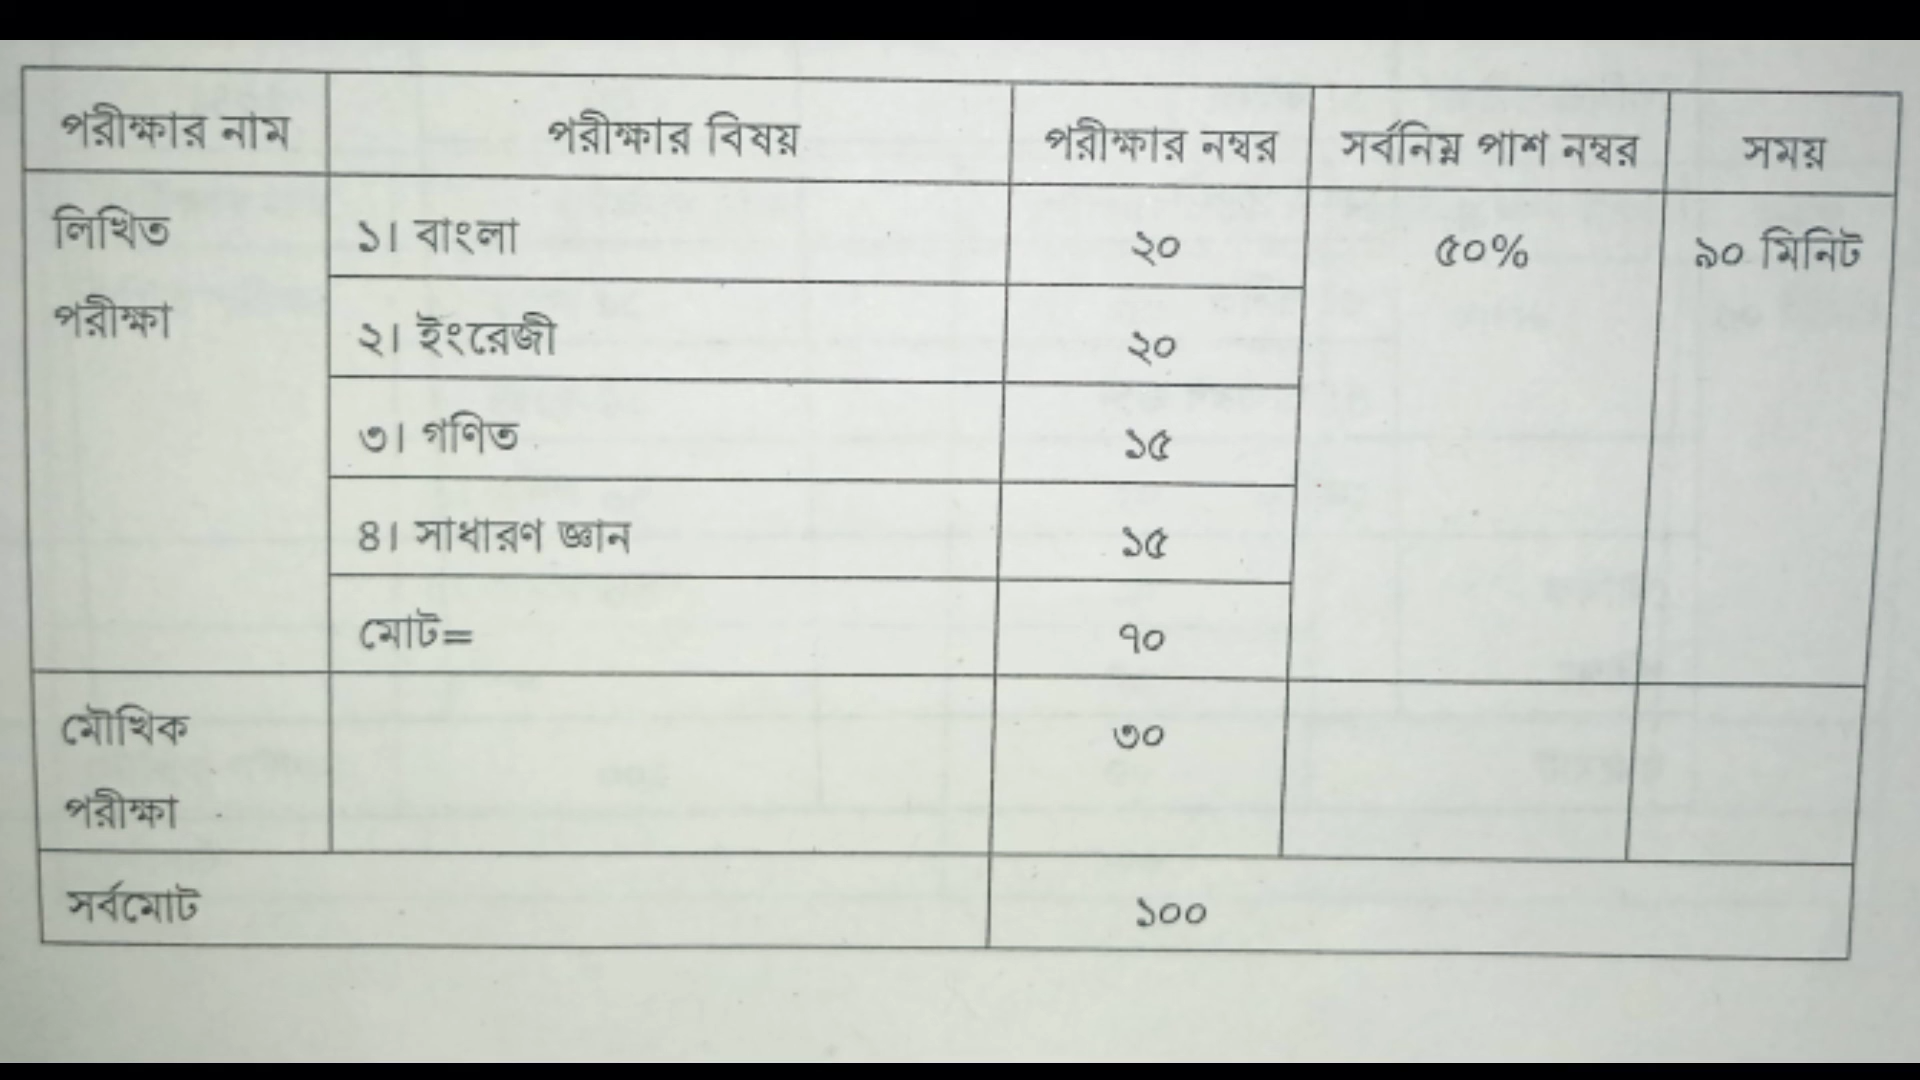 পরীক্ষার নাম পরীক্ষার বিষয় পরীক্ষার নম্বর সর্বনিম্ন পাশ নম্বর সময়
লিখিত পরীক্ষা ১। বাংলা ২০ ৫০% ৯০ মিনিট
২। ইংরেজী ২০
৩। গণিত ১৫
৪। সাধারণ জ্ঞান ১৫
মোট= ৭০
মৌখিক পরীক্ষা ৩০
সর্বমোট ১০০